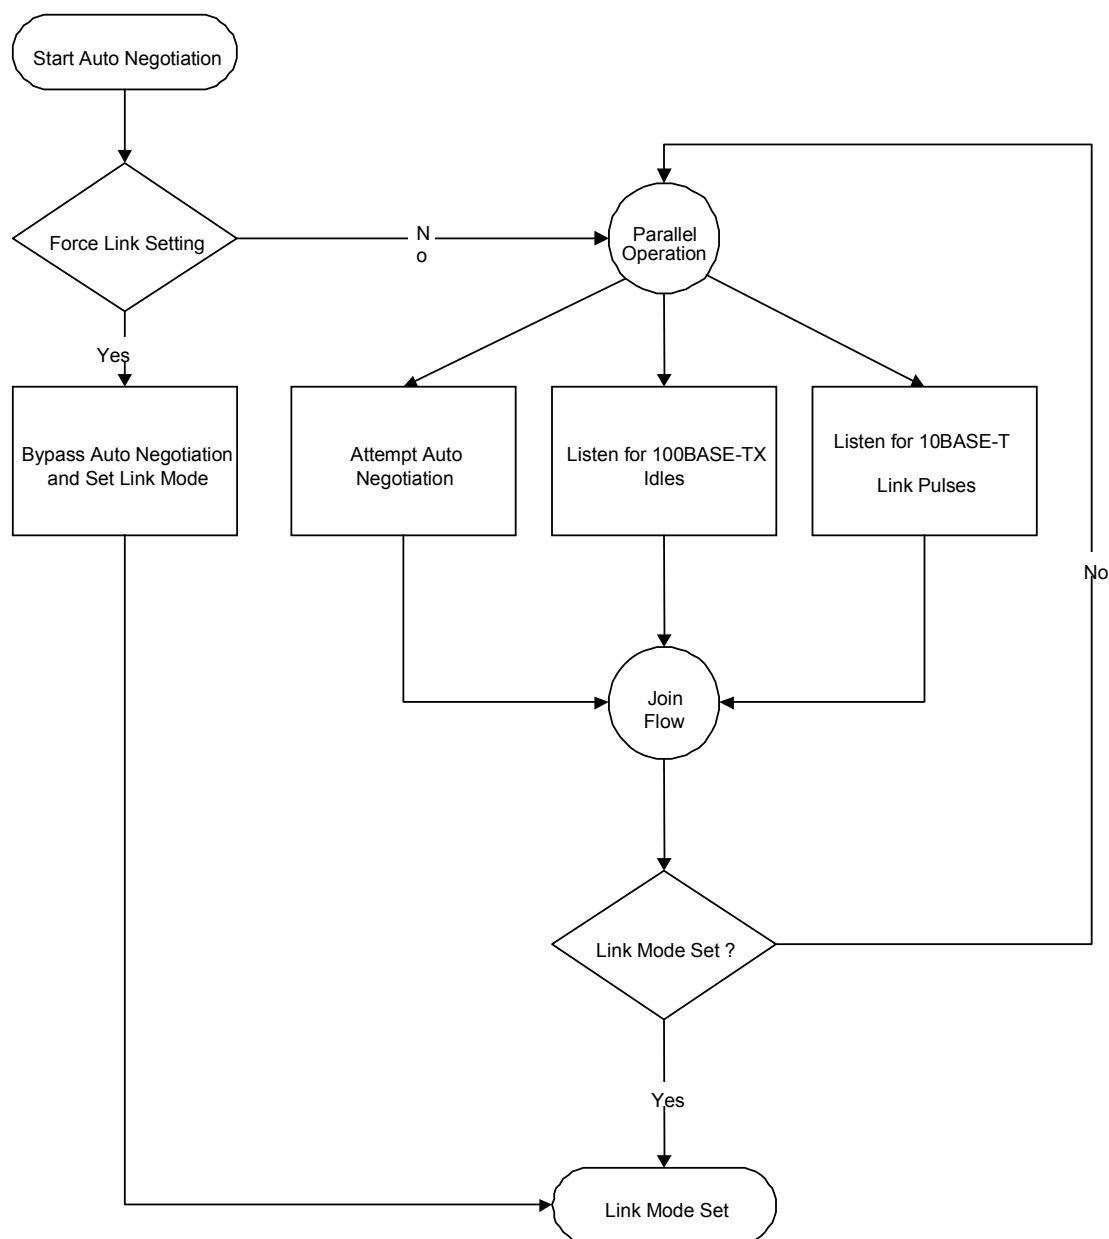 Start Auto Negotiation
Force Link Setting
N
o
Parallel
Operation
Yes
Bypass Auto Negotiation
and Set Link Mode
Attempt Auto
Negotiation
Listen for 100BASE-TX
Idles
Listen for 10BASE-T
Link Pulses
No
Join
Flow
Link Mode Set ?
Yes
Link Mode Set